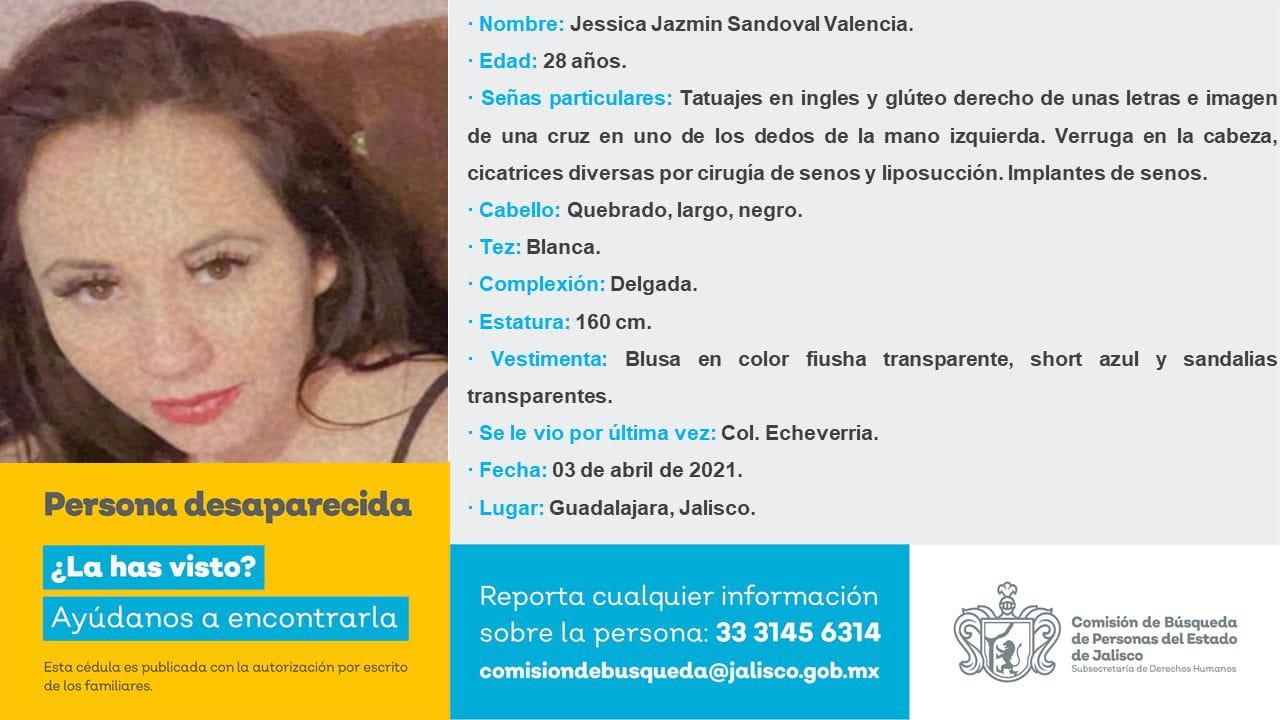 · Nombre: Jessica Jazmin Sandoval Valencia.
· Edad: 28 años.
· Señas particulares: Tatuajes en ingles y glúteo derecho de unas letras e imagen
de una cruz en uno de los dedos de la mano izquierda. Verruga en la cabeza,
cicatrices diversas por cirugía de senos y liposucción. Implantes de senos.
· Cabello: Quebrado, largo, negro.
· Tez: Blanca.
· Complexión: Delgada.
· Estatura: 160 cm.
· Vestimenta: Blusa en color fiusha transparente, short azul y sandalias
transparentes.
· Se le vio por última vez: Col. Echeverria.
· Fecha: 03 de abril de 2021.
· Lugar: Guadalajara, Jalisco.
Persona desaparecida
¿La has visto?
Ayúdanos a encontrarla
Esta cédula es publicada con la autorización por escrito
de los familiares.
Reporta cualquier información
sobre la persona: 33 3145 6314
comisiondebusqueda@jalisco.gob.mx
Comisión de Búsqueda
de Personas del Estado
de Jalisco
Subsecretaría de Derechos Humanos